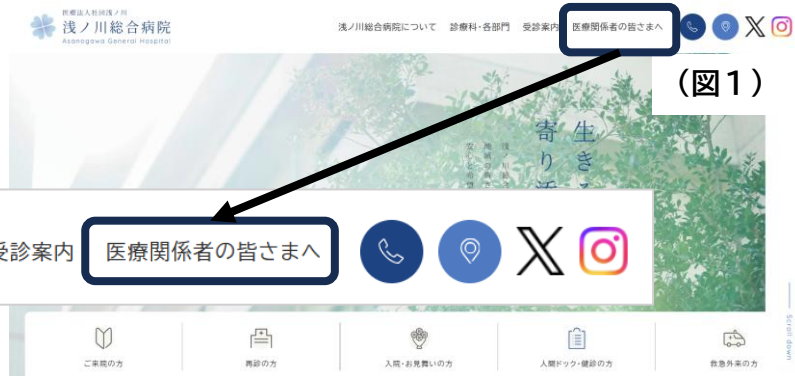 医療法人社団浅ノ川
浅ノ川総合病院
Asanogawa General Hospital
浅ノ川総合病院について 診療科・各部門 受診案内 医療関係者の皆さまへ
(図1)
生き
寄り添
受診案内 医療関係者の皆さまへ
ご来院の方
再診の方
入院・お見舞いの方
人間ドック・健診の方
救急外来の方
Scroll down